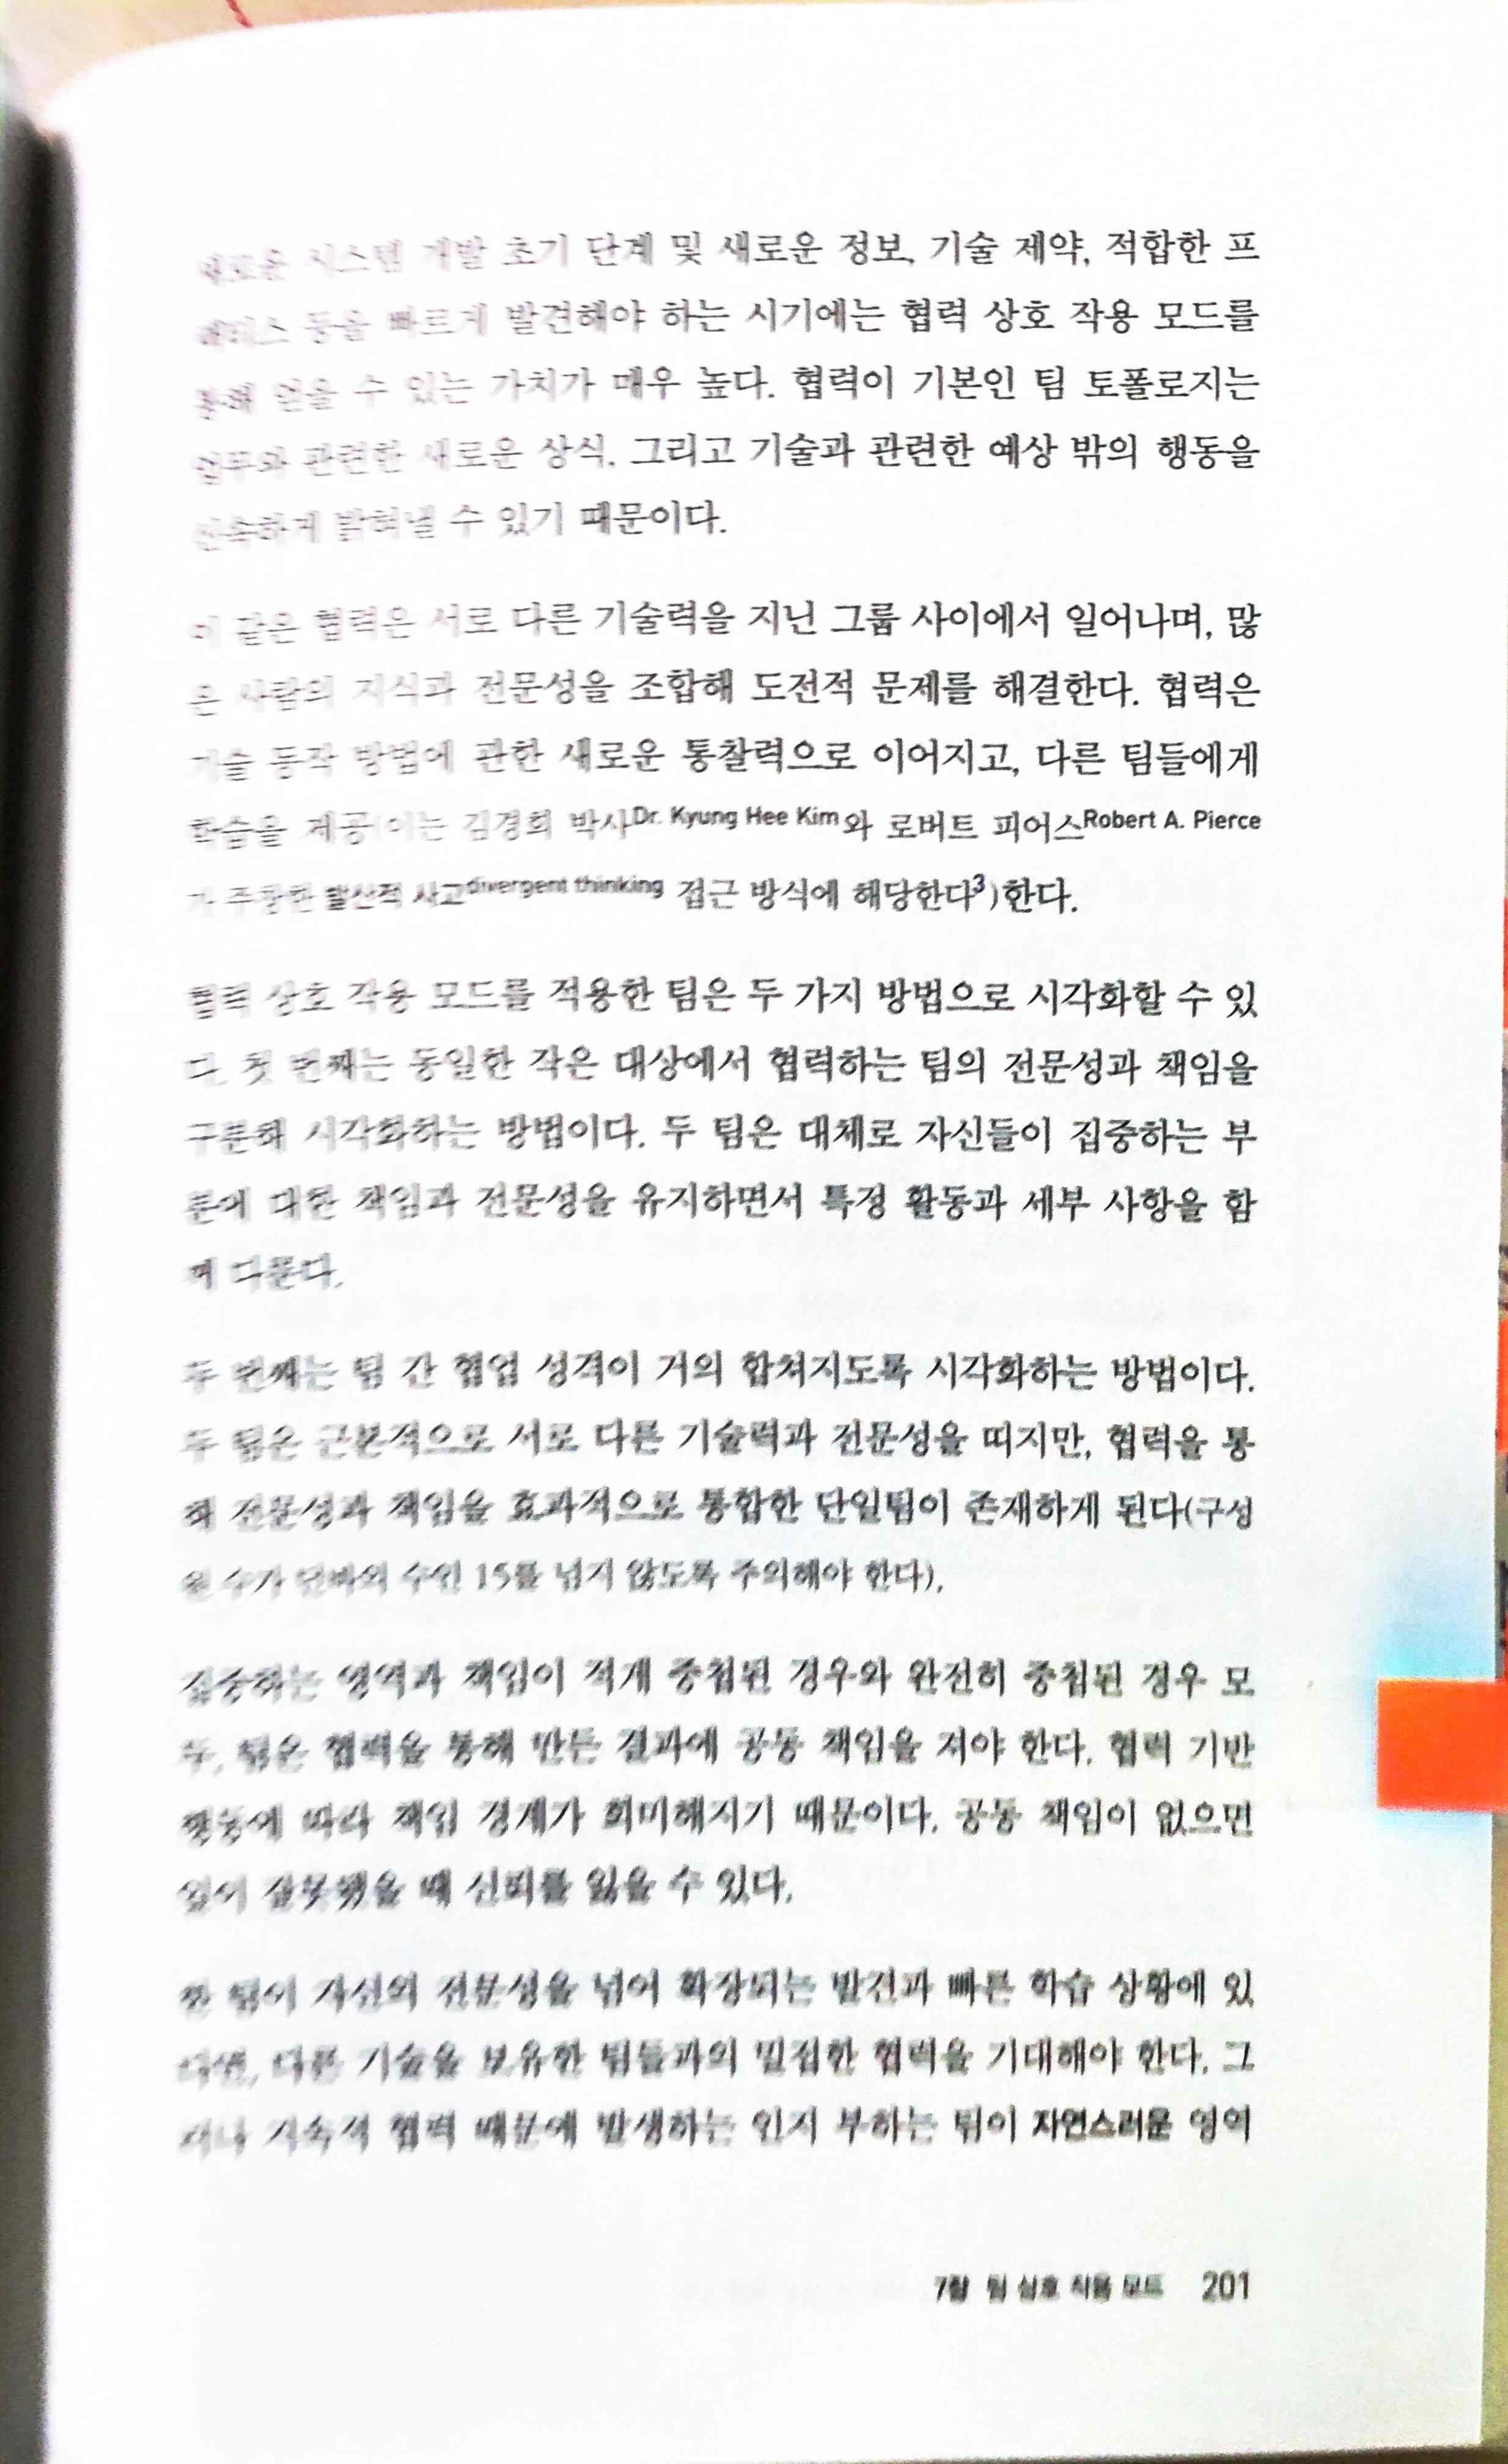 새로운 시스템 개발 초기 단계 및 새로운 정보, 기술 제약, 적합한 프
랙티스 등을 빠르게 발견해야 하는 시기에는 협력 상호 작용 모드를
통해 얻을 수 있는 가치가 매우 높다. 협력이 기본인 팀 토폴로지는
업무와 관련한 새로운 상식, 그리고 기술과 관련한 예상 밖의 행동을
신속하게 밝혀낼 수 있기 때문이다.
이 같은 협력은 서로 다른 기술력을 지닌 그룹 사이에서 일어나며, 많
은 사람의 지식과 전문성을 조합해 도전적 문제를 해결한다. 협력은
기술 동작 방법에 관한 새로운 통찰력으로 이어지고, 다른 팀들에게
학습을 제공(이는 김경희 박사Dr. Kyung Hee Kim와 로버트 피어스Robert A. Pierce
가 주창한 발산적 사고divergent thinking 접근 방식에 해당한다3)한다.
협력 상호 작용 모드를 적용한 팀은 두 가지 방법으로 시각화할 수 있
다. 첫 번째는 동일한 작은 대상에서 협력하는 팀의 전문성과 책임을
구분해 시각화하는 방법이다. 두 팀은 대체로 자신들이 집중하는 부
분에 대한 책임과 전문성을 유지하면서 특정 활동과 세부 사항을 함
께 다룬다.
두 번째는 팀 간 협업 성격이 거의 합쳐지도록 시각화하는 방법이다.
두 팀은 근본적으로 서로 다른 기술력과 전문성을 띠지만, 협력을 통
해 전문성과 책임을 효과적으로 통합한 단일팀이 존재하게 된다(구성
원 수가 던바의 수인 15를 넘지 않도록 주의해야 한다).
집중하는 영역과 책임이 적게 중첩된 경우와 완전히 중첩된 경우 모
두, 팀은 협력을 통해 만든 결과에 공동 책임을 져야 한다. 협력 기반
행동에 따라 책임 경계가 희미해지기 때문이다. 공동 책임이 없으면
일이 잘못됐을 때 신뢰를 잃을 수 있다.
한 팀이 자신의 전문성을 넘어 확장되는 발견과 빠른 학습 상황에 있
다면, 다른 기술을 보유한 팀들과의 밀접한 협력을 기대해야 한다. 그
러나 지속적 협력 때문에 발생하는 인지 부하는 팀이 자연스러운 영역
7장 팀 상호 작용 모드 201